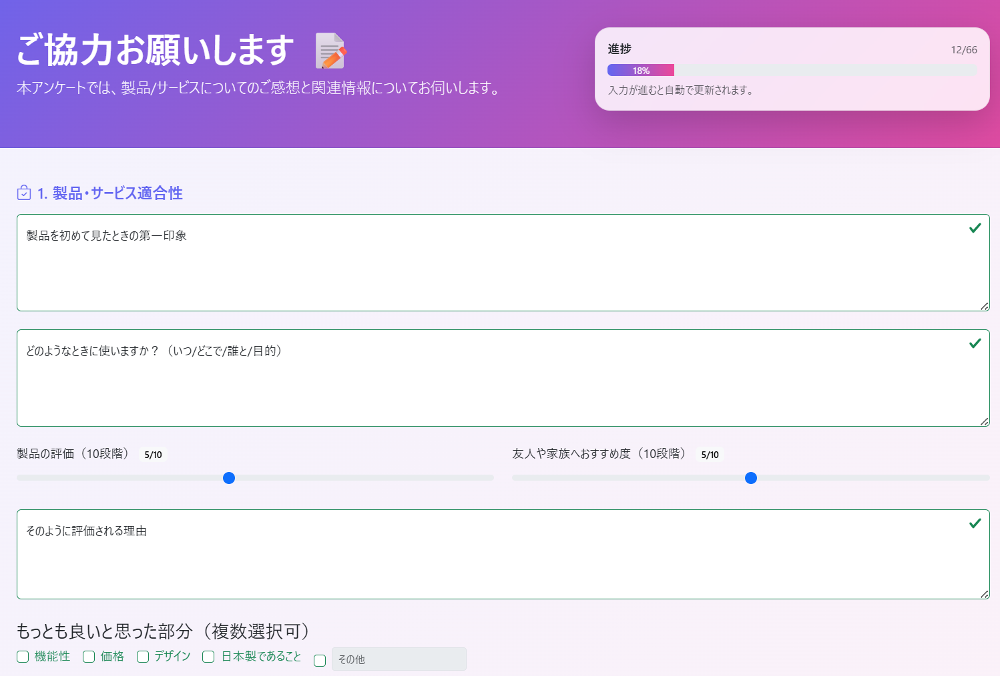 ご協力お願いします
本アンケートでは、製品/サービスについてのご感想と関連情報についてお伺いします。
進捗 12/66
18%
入力が進むと自動で更新されます。
1. 製品・サービス適合性
製品を初めて見たときの第一印象
どのようなときに使いますか？（いつ/どこで/誰と/目的）
製品の評価（10段階） 5/10 友人や家族へおすすめ度（10段階） 5/10
そのように評価される理由
もっとも良いと思った部分（複数選択可）
機能性 価格 デザイン 日本製であること その他